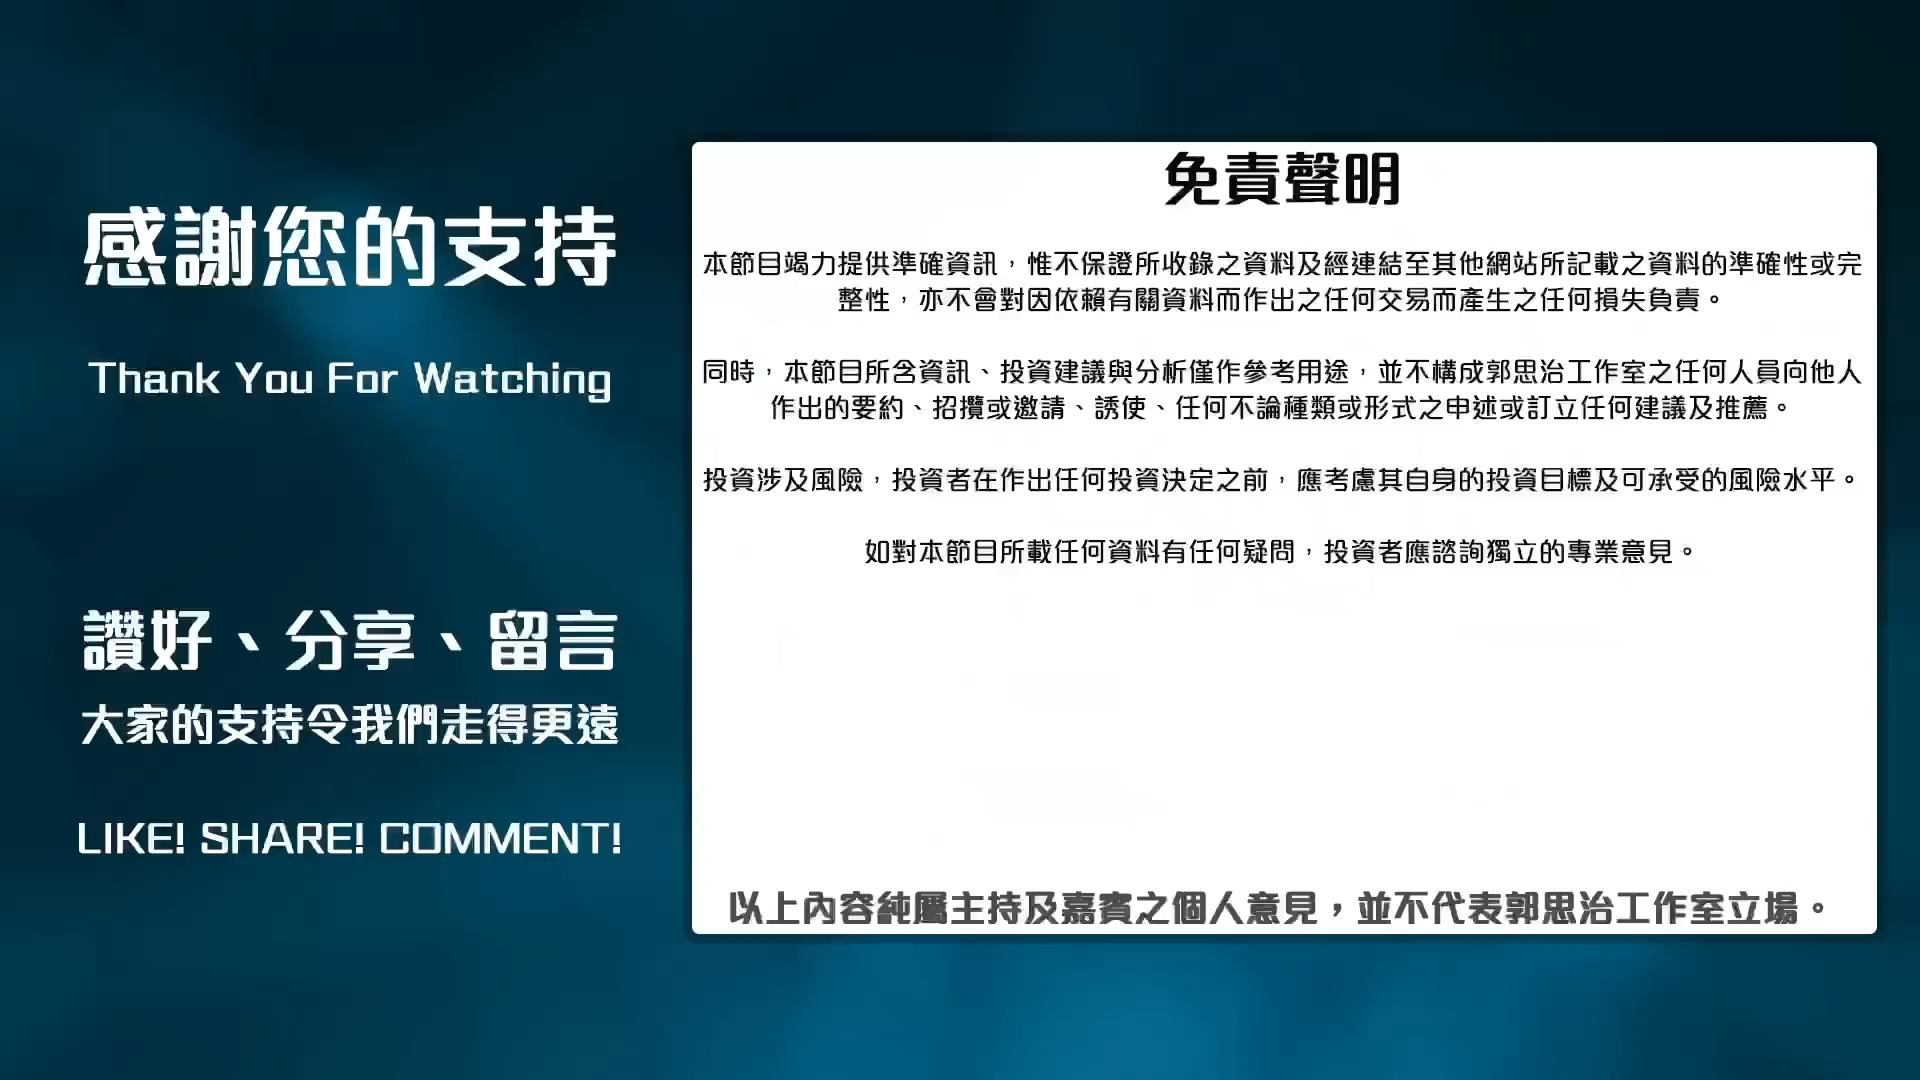 感謝您的支持
Thank You For Watching
讚好、分享、留言
大家的支持令我們走得更遠
LIKE! SHARE! COMMENT!
免責聲明
本節目竭力提供準確資訊，惟不保證所收錄之資料及經連結至其他網站所記載之資料的準確性或完
整性，亦不會對因依賴有關資料而作出之任何交易而產生之任何損失負責。
同時，本節目所含資訊、投資建議與分析僅作參考用途，並不構成郭思治工作室之任何人員向他人
作出的要約、招攬或邀請、誘使、任何不論種類或形式之申述或訂立任何建議及推薦。
投資涉及風險，投資者在作出任何投資決定之前，應考慮其自身的投資目標及可承受的風險水平。
如對本節目所載任何資料有任何疑問，投資者應諮詢獨立的專業意見。
以上內容純屬主持及嘉賓之個人意見，並不代表郭思治工作室立場。